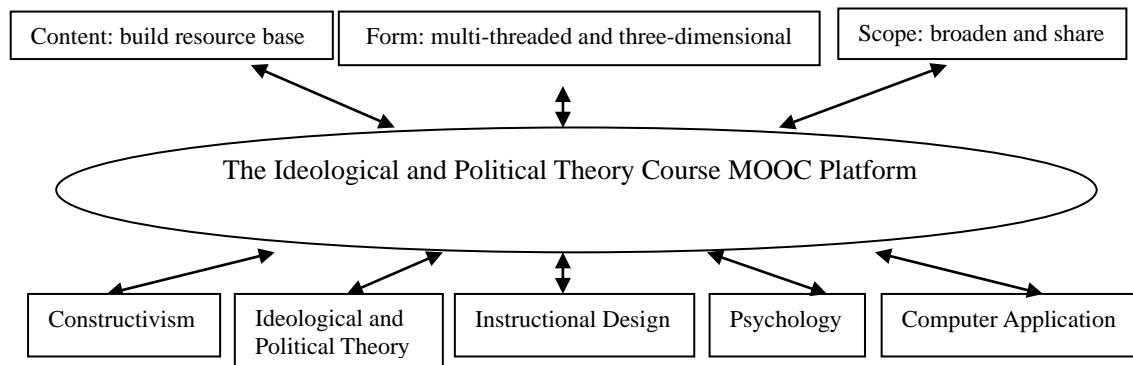 Content: build resource base
Form: multi-threaded and three-dimensional
Scope: broaden and share
The Ideological and Political Theory Course MOOC Platform
Constructivism
Ideological and
Political Theory
Instructional Design
Psychology
Computer Application